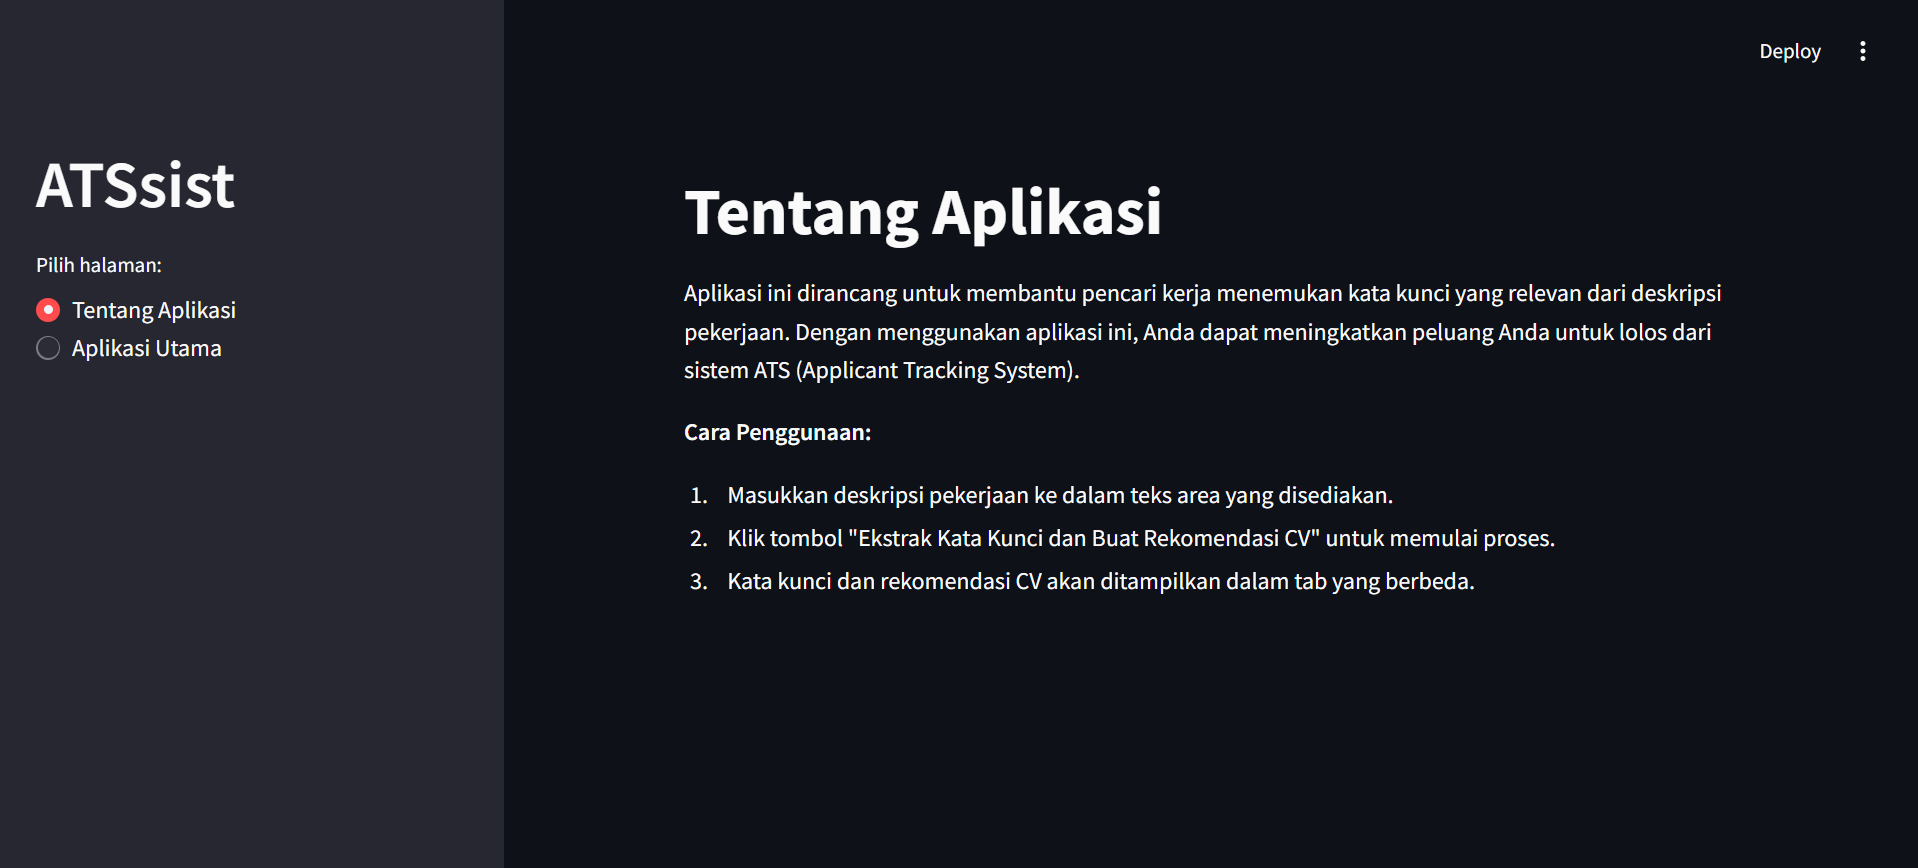 Deploy
ATSsist
Pilih halaman:
Tentang Aplikasi
Aplikasi Utama
Tentang Aplikasi
Aplikasi ini dirancang untuk membantu pencari kerja menemukan kata kunci yang relevan dari deskripsi
pekerjaan. Dengan menggunakan aplikasi ini, Anda dapat meningkatkan peluang Anda untuk lolos dari
sistem ATS (Applicant Tracking System).
Cara Penggunaan:
1. Masukkan deskripsi pekerjaan ke dalam teks area yang disediakan.
2. Klik tombol "Ekstrak Kata Kunci dan Buat Rekomendasi CV" untuk memulai proses.
3. Kata kunci dan rekomendasi CV akan ditampilkan dalam tab yang berbeda.